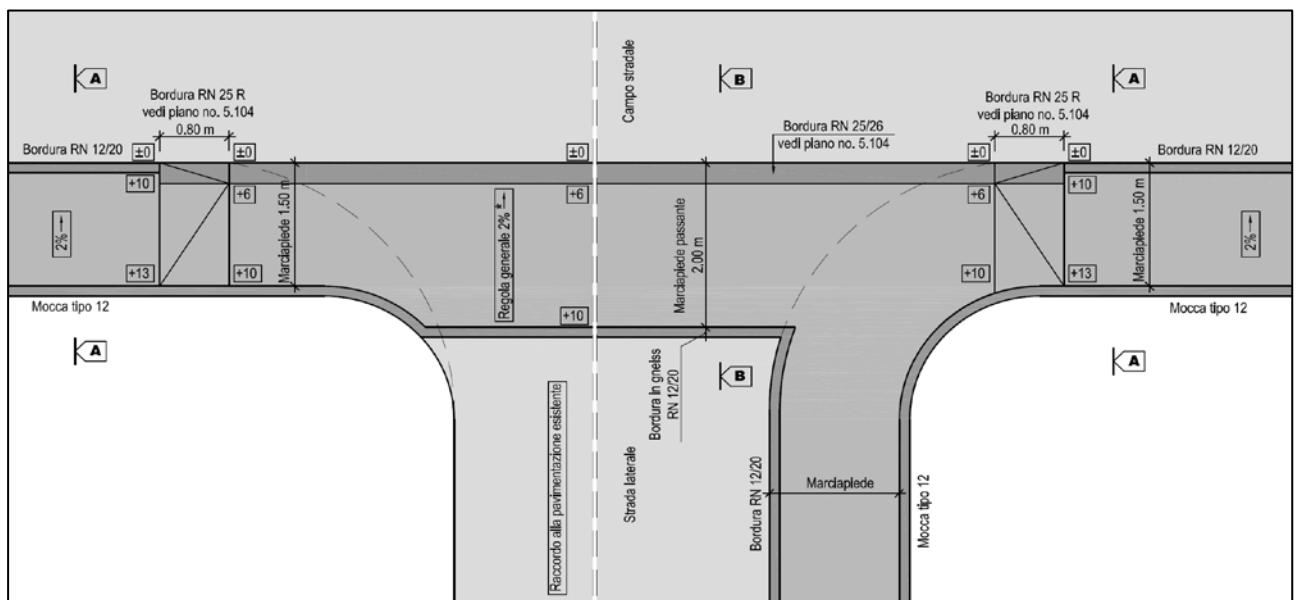 A
B
A
Bordura RN 25 R
vedi piano no. 5.104
0.80 m
Campo stradale
Bordura RN 25 R
vedi piano no. 5.104
0.80 m
Bordura RN 12/20
±0
±0
±0
Bordura RN 25/26
vedi piano no. 5.104
±0
±0
Bordura RN 12/20
+10
+6
+6
+6
+10
2%
Marciapiede 1.50 m
Regola generale 2% *
Marciapiede passante
2.00 m
Marciapiede 1.50 m
2%
+13
+10
+10
+10
+13
Mocca tipo 12
Mocca tipo 12
A
B
A
Bordura in gneiss
RN 12/20
Raccordo alla pavimentazione esistente
Strada laterale
Bordura RN 12/20
Marciapiede
Mocca tipo 12